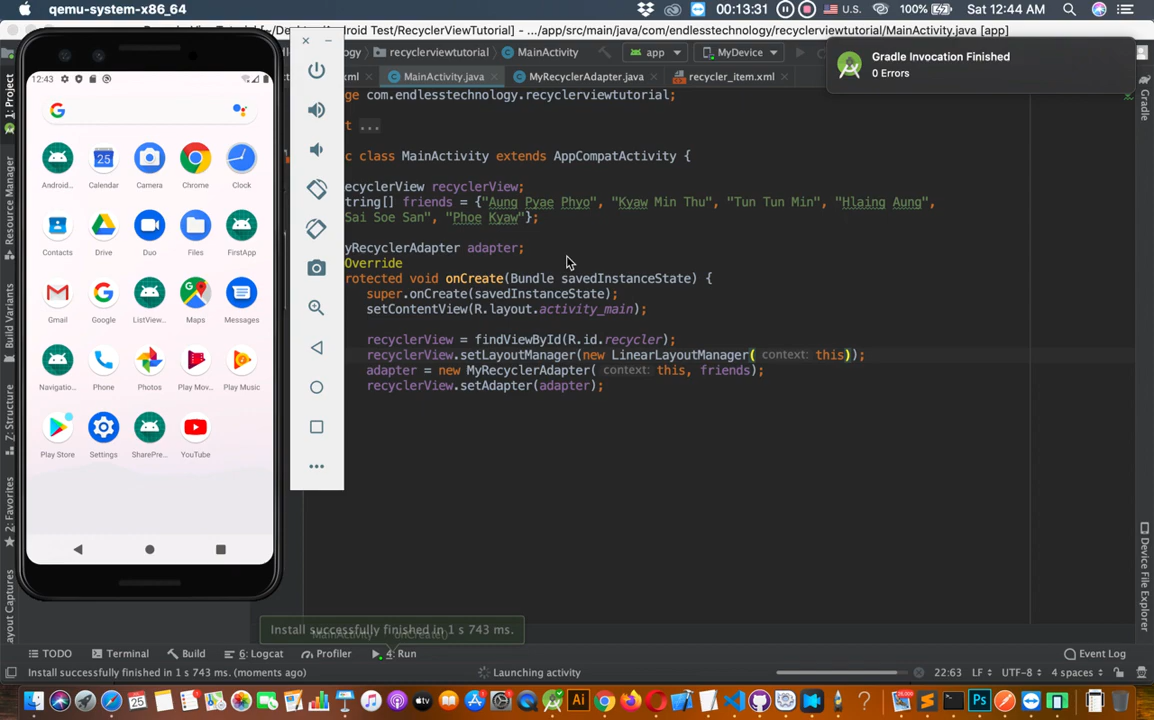 qemu-system-x86_64
00:13:31
U.S.
100%
Sat 12:44 AM
RecyclerViewTutorial] - .../app/src/main/java/com/endlesstechnology/recyclerviewtutorial/MainActivity.java [app]
recyclerviewtutorial
MainActivity
app
MyDevice
MainActivity.java
MyRecyclerAdapter.java
recycler_item.xml
Gradle Invocation Finished
0 Errors
com.endlesstechnology.recyclerviewtutorial;
...
class MainActivity extends AppCompatActivity {
ecyclerView recyclerView;
tring[] friends = {"Aung Pyae Phyo", "Kyaw Min Thu", "Tun Tun Min", "Hlaing Aung",
Sai Soe San", "Phoe Kyaw"};
yRecyclerAdapter adapter;
Override
rotected void onCreate(Bundle savedInstanceState) {
super.onCreate(savedInstanceState);
setContentView(R.layout.activity_main);
recyclerView = findViewById(R.id.recycler);
recyclerView.setLayoutManager(new LinearLayoutManager( context: this));
adapter = new MyRecyclerAdapter( context: this, friends);
recyclerView.setAdapter(adapter);
12:43
Android...
Calendar
Camera
Chrome
Clock
Contacts
Drive
Duo
Files
FirstApp
Gmail
Google
ListView...
Maps
Messages
Navigatio...
Phone
Photos
Play Mov...
Play Music
Play Store
Settings
SharePre...
YouTube
1: Project
Resource Manager
Build Variants
Z: Structure
2: Favorites
ayout Captures
Gradle
Device File Explorer
Install successfully finished in 1 s 743 ms.
TODO
Terminal
Build
6: Logcat
Profiler
4: Run
Event Log
Install successfully finished in 1 s 743 ms. (moments ago)
Launching activity
22:63
LF
UTF-8
4 spaces